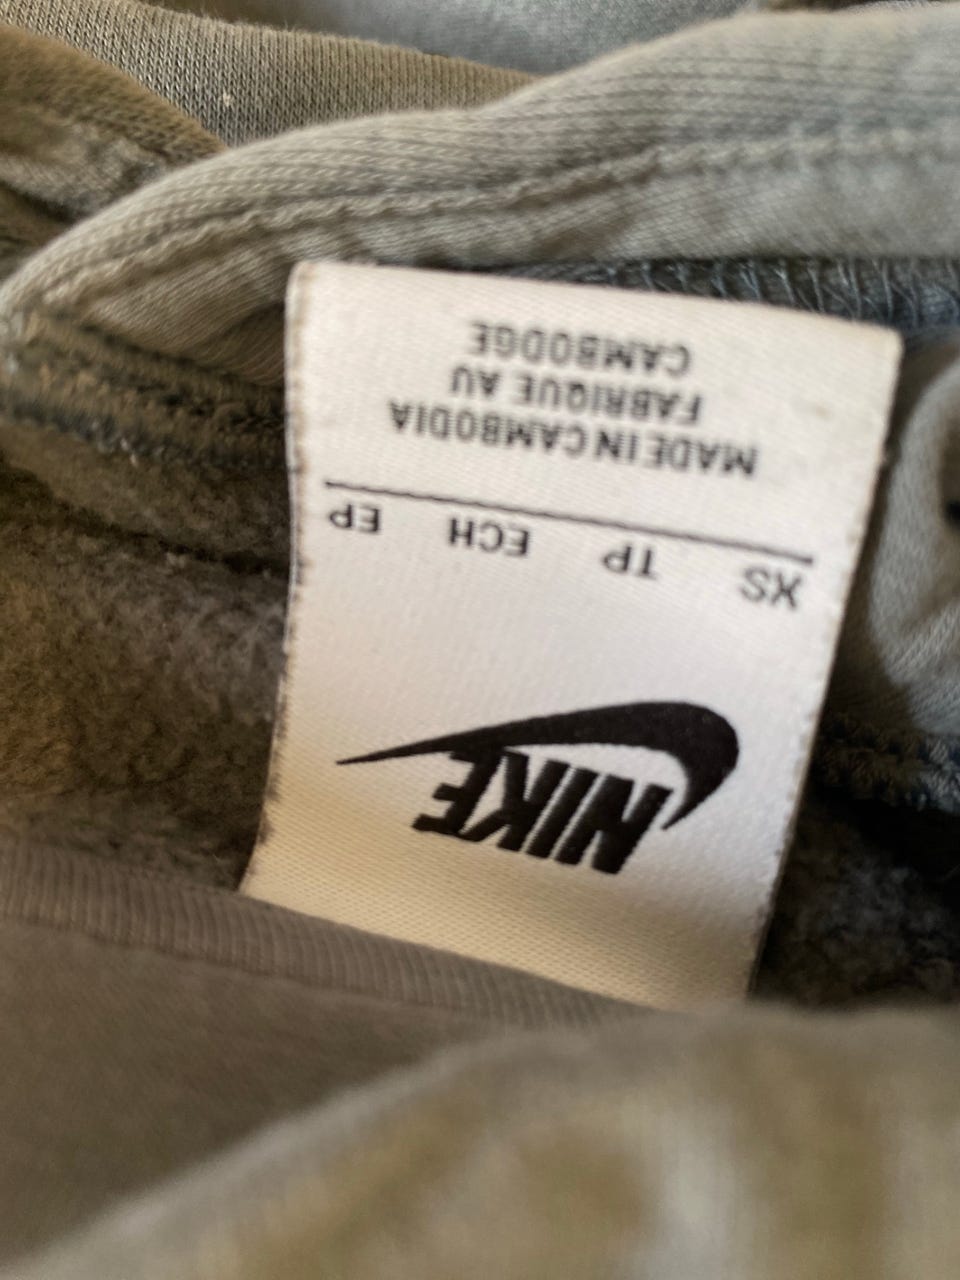 NIKE
XS TP ECH EP
MADE IN CAMBODIA
FABRIQUE AU
CAMBODGE